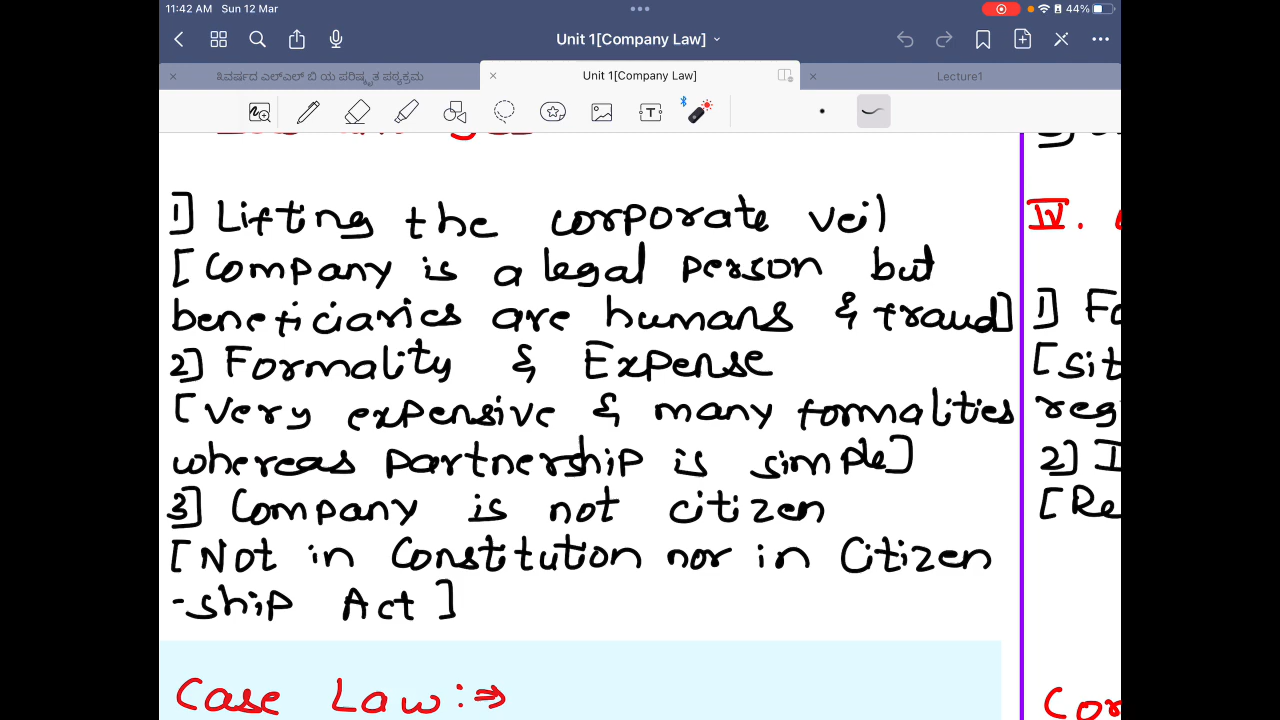 11:42 AM Sun 12 Mar
44%
Unit 1[Company Law]
೩ವರ್ಷದ ಎಲ್ಎಲ್ ಬಿ ಯ ಪರಿಷ್ಕೃತ ಪಠ್ಯಕ್ರಮ
Unit 1[Company Law]
Lecture1
1] Lifting the corporate veil
[Company is a legal person but
beneficiaries are humans & fraud]
2] Formality & Expense
[Very expensive & many formalities
whereas partnership is simple]
3] Company is not citizen
[Not in Constitution nor in Citizen
-ship Act]
Case Law:⇒
IV.
1] Fo
[sit
reg
2] I
[Re
Cor